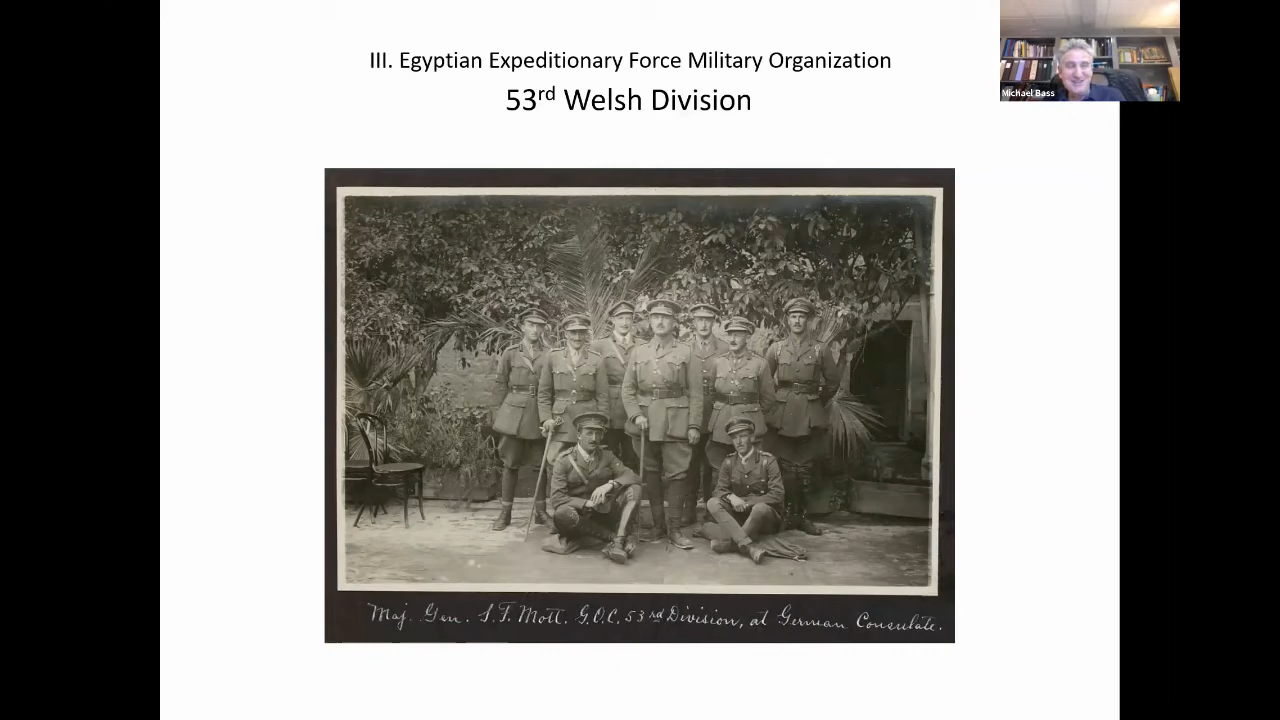 III. Egyptian Expeditionary Force Military Organization
53rd Welsh Division
Michael Bass
Maj. Gen. S.F. Mott. G.O.C. 53rd Division, at German Consulate.